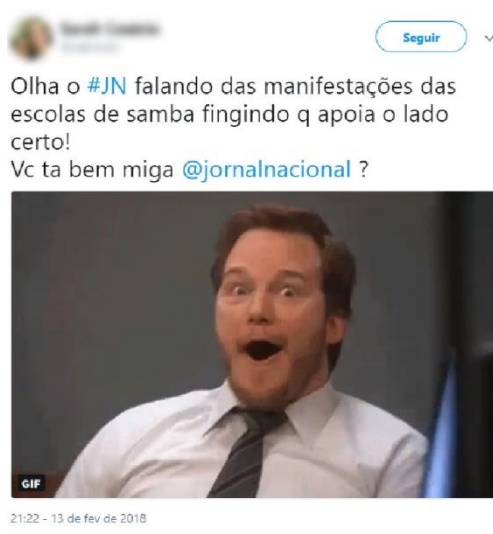 Seguir
Olha o #JN falando das manifestações das
escolas de samba fingindo q apoia o lado
certo!
Vc ta bem miga @jornalnacional ?
GIF
21:22 - 13 de fev de 2018